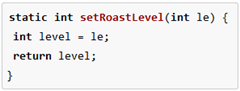 static int setRoastLevel(int le) {
int level = le;
return level;
}